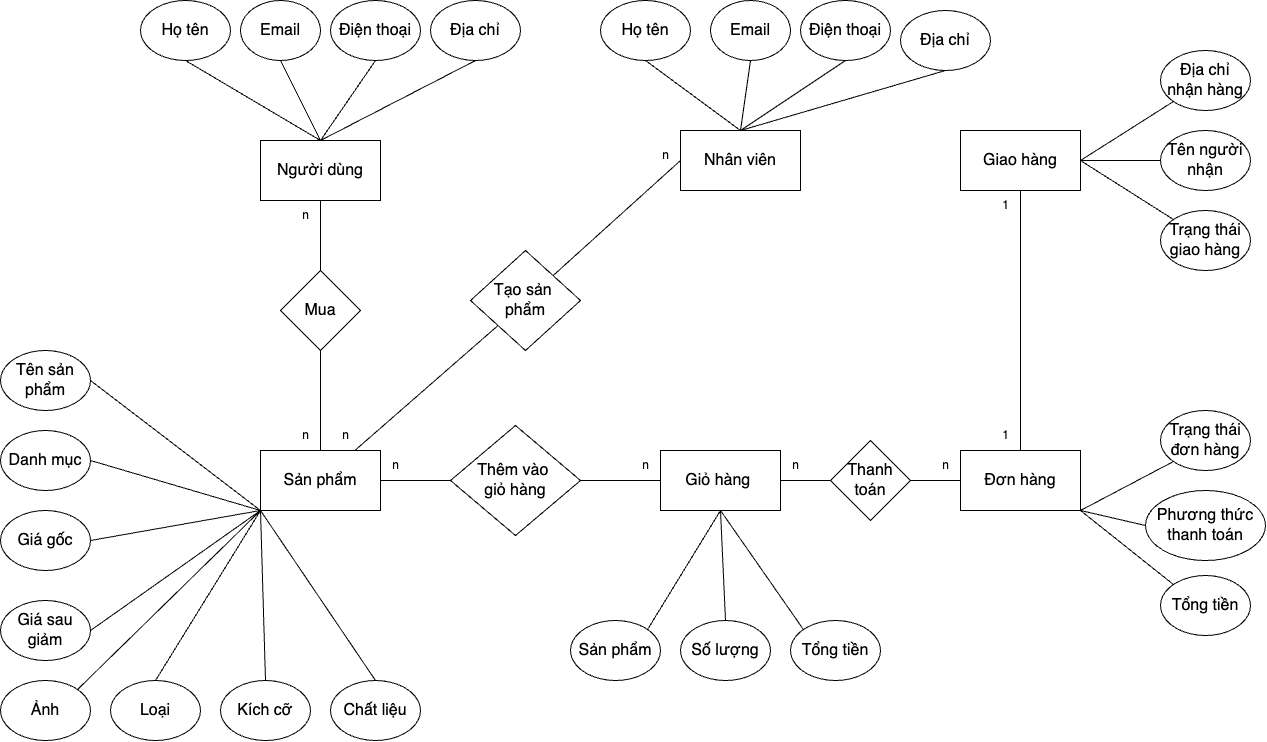 Họ tên
Email
Điện thoại
Địa chỉ
Họ tên
Email
Điện thoại
Địa chỉ
Địa chỉ
nhận hàng
Người dùng
n
Nhân viên
Giao hàng
Tên người
nhận
n
1
Trạng thái
giao hàng
Mua
Tạo sản
phẩm
Tên sản
phẩm
n
n
1
Trạng thái
đơn hàng
Danh mục
Sản phẩm
n
Thêm vào
giỏ hàng
n
Giỏ hàng
n
Thanh
toán
n
Đơn hàng
Phương thức
thanh toán
Giá gốc
Giá sau
giảm
Tổng tiền
Sản phẩm
Số lượng
Tổng tiền
Ảnh
Loại
Kích cỡ
Chất liệu